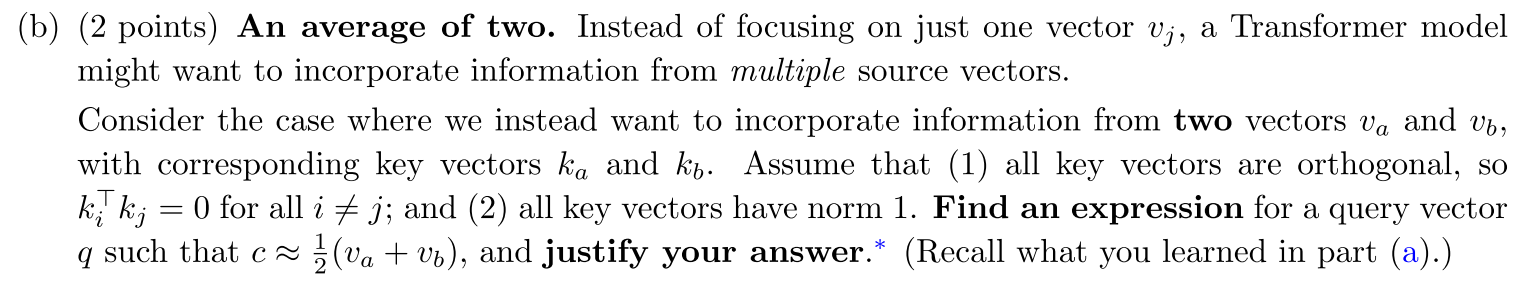 (b) (2 points) An average of two. Instead of focusing on just one vector $v_j$, a Transformer model
might want to incorporate information from multiple source vectors.
Consider the case where we instead want to incorporate information from two vectors $v_a$ and $v_b$,
with corresponding key vectors $k_a$ and $k_b$. Assume that (1) all key vectors are orthogonal, so
$k_i^\top k_j = 0$ for all $i \neq j$; and (2) all key vectors have norm 1. Find an expression for a query vector
$q$ such that $c \approx \frac{1}{2}(v_a + v_b)$, and justify your answer.* (Recall what you learned in part (a).)